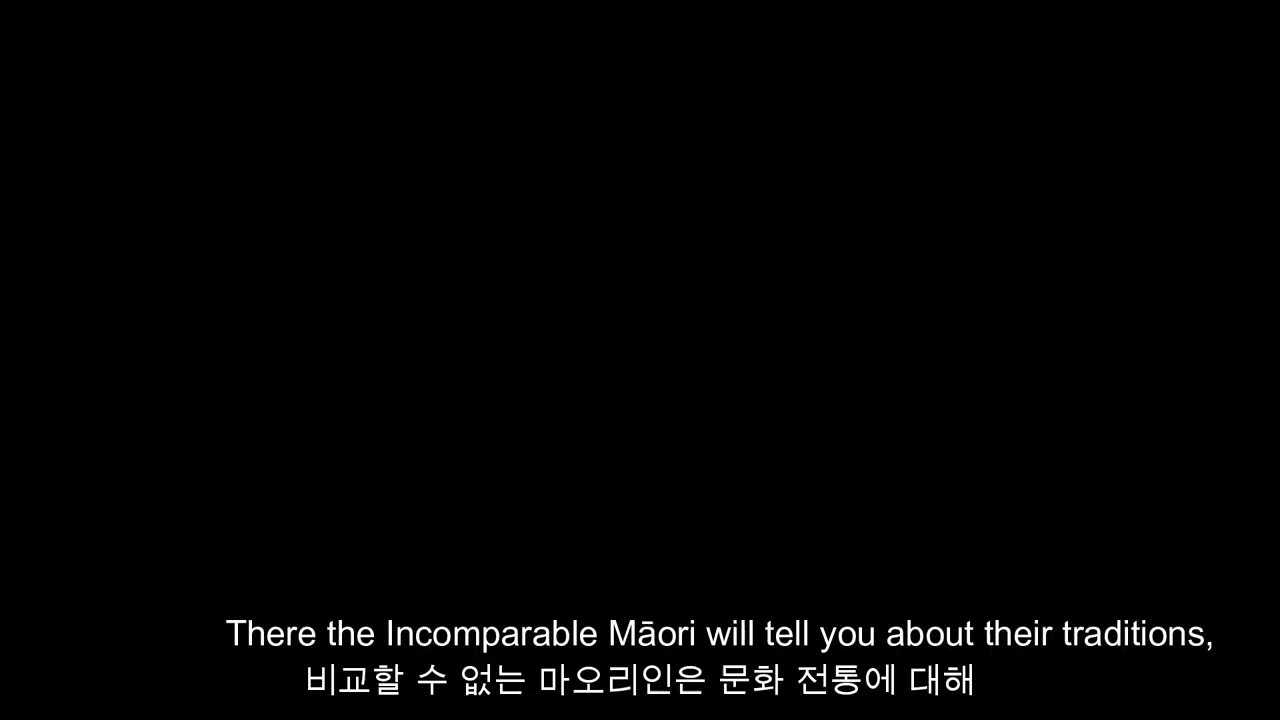 There the Incomparable Māori will tell you about their traditions,
비교할 수 없는 마오리인은 문화 전통에 대해